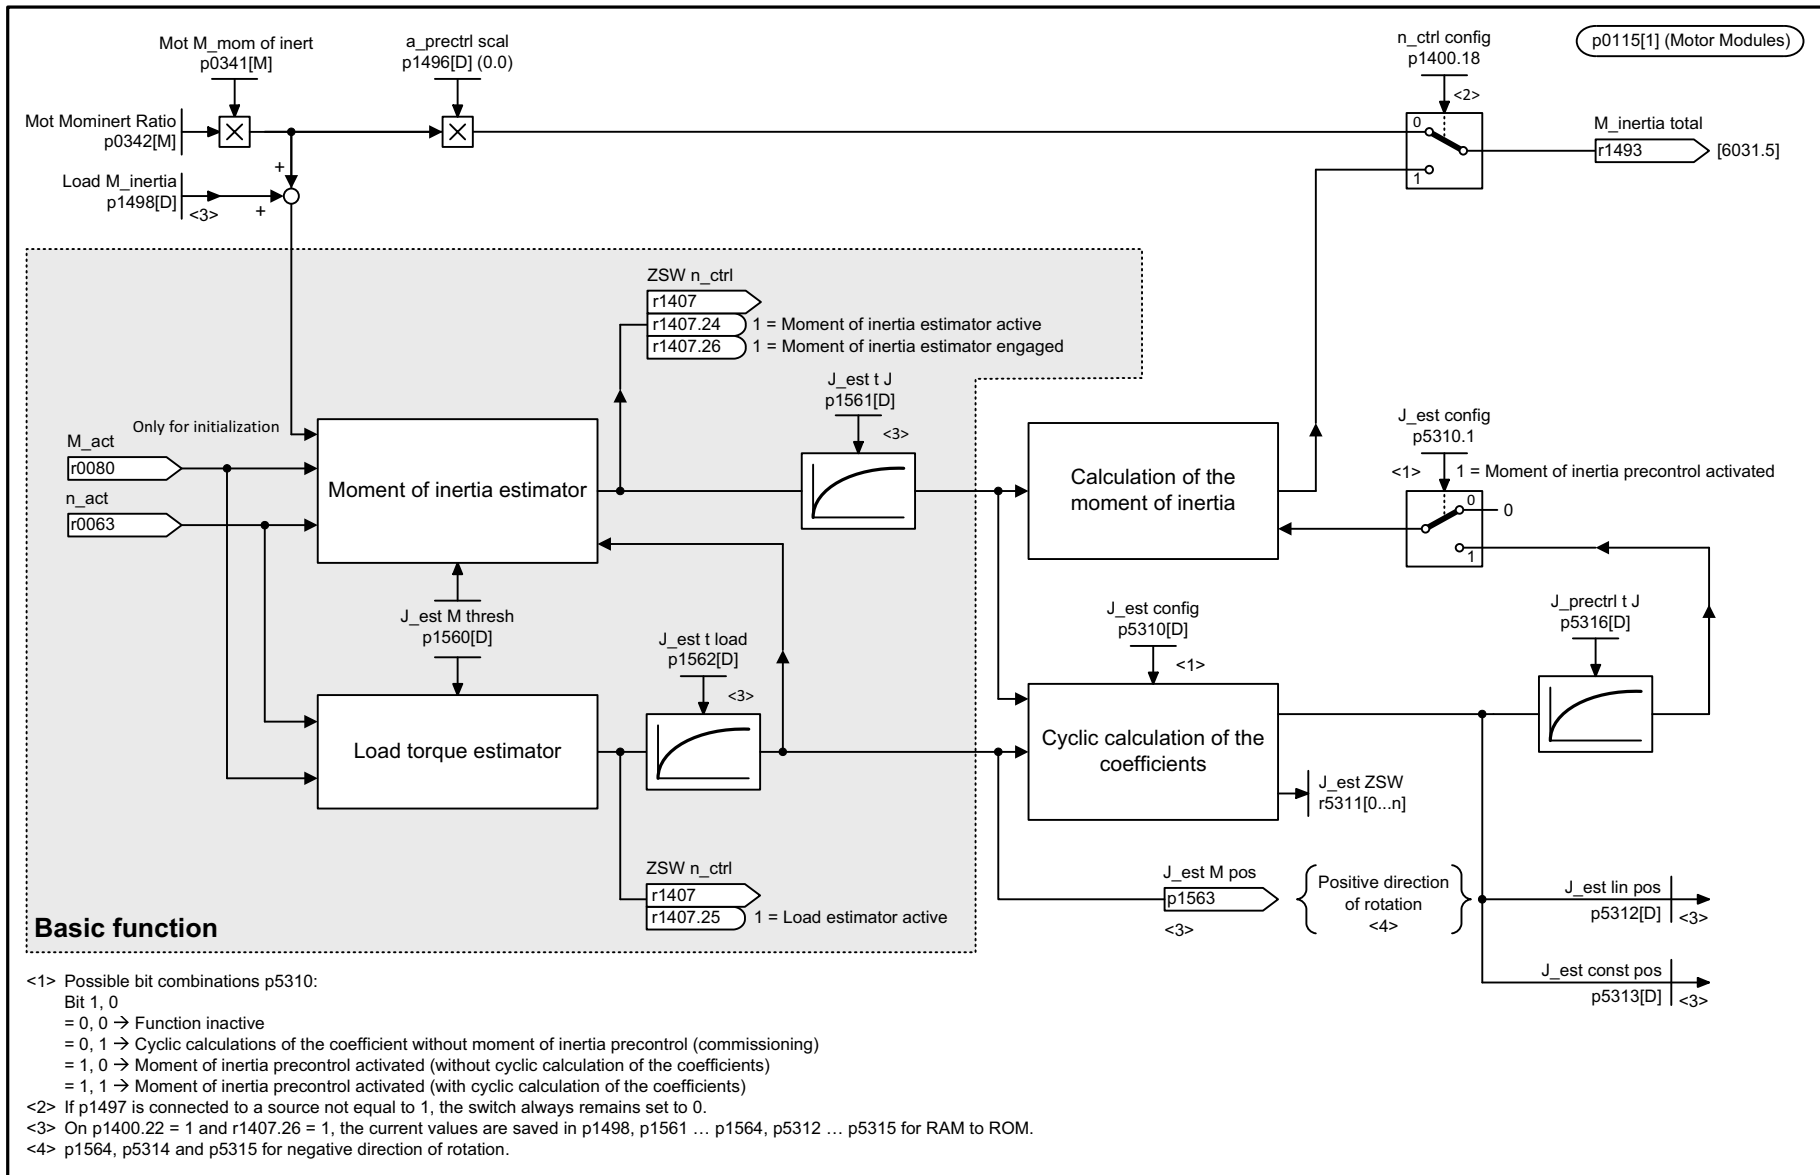 Mot M_mom of inert
p0341[M]
a_prectrl scal
p1496[D] (0.0)
n_ctrl config
p1400.18
<2>
p0115[1] (Motor Modules)
Mot Mominert Ratio
p0342[M]
0
1
M_inertia total
r1493
[6031.5]
+
Load M_inertia
p1498[D]
<3>
+
ZSW n_ctrl
r1407
r1407.24
1 = Moment of inertia estimator active
r1407.26
1 = Moment of inertia estimator engaged
J_est t J
p1561[D]
<3>
Only for initialization
M_act
r0080
n_act
r0063
Moment of inertia estimator
Calculation of the
moment of inertia
J_est config
p5310.1
<1>
1 = Moment of inertia precontrol activated
0
0
1
J_est M thresh
p1560[D]
J_est t load
p1562[D]
<3>
J_est config
p5310[D]
<1>
J_prectrl t J
p5316[D]
Load torque estimator
Cyclic calculation of the
coefficients
J_est ZSW
r5311[0...n]
ZSW n_ctrl
r1407
r1407.25
1 = Load estimator active
J_est M pos
p1563
<3>
Positive direction
of rotation
<4>
J_est lin pos
p5312[D]
<3>
J_est const pos
p5313[D]
<3>
Basic function
<1> Possible bit combinations p5310:
Bit 1, 0
= 0, 0 → Function inactive
= 0, 1 → Cyclic calculations of the coefficient without moment of inertia precontrol (commissioning)
= 1, 0 → Moment of inertia precontrol activated (without cyclic calculation of the coefficients)
= 1, 1 → Moment of inertia precontrol activated (with cyclic calculation of the coefficients)
<2> If p1497 is connected to a source not equal to 1, the switch always remains set to 0.
<3> On p1400.22 = 1 and r1407.26 = 1, the current values are saved in p1498, p1561 … p1564, p5312 … p5315 for RAM to ROM.
<4> p1564, p5314 and p5315 for negative direction of rotation.